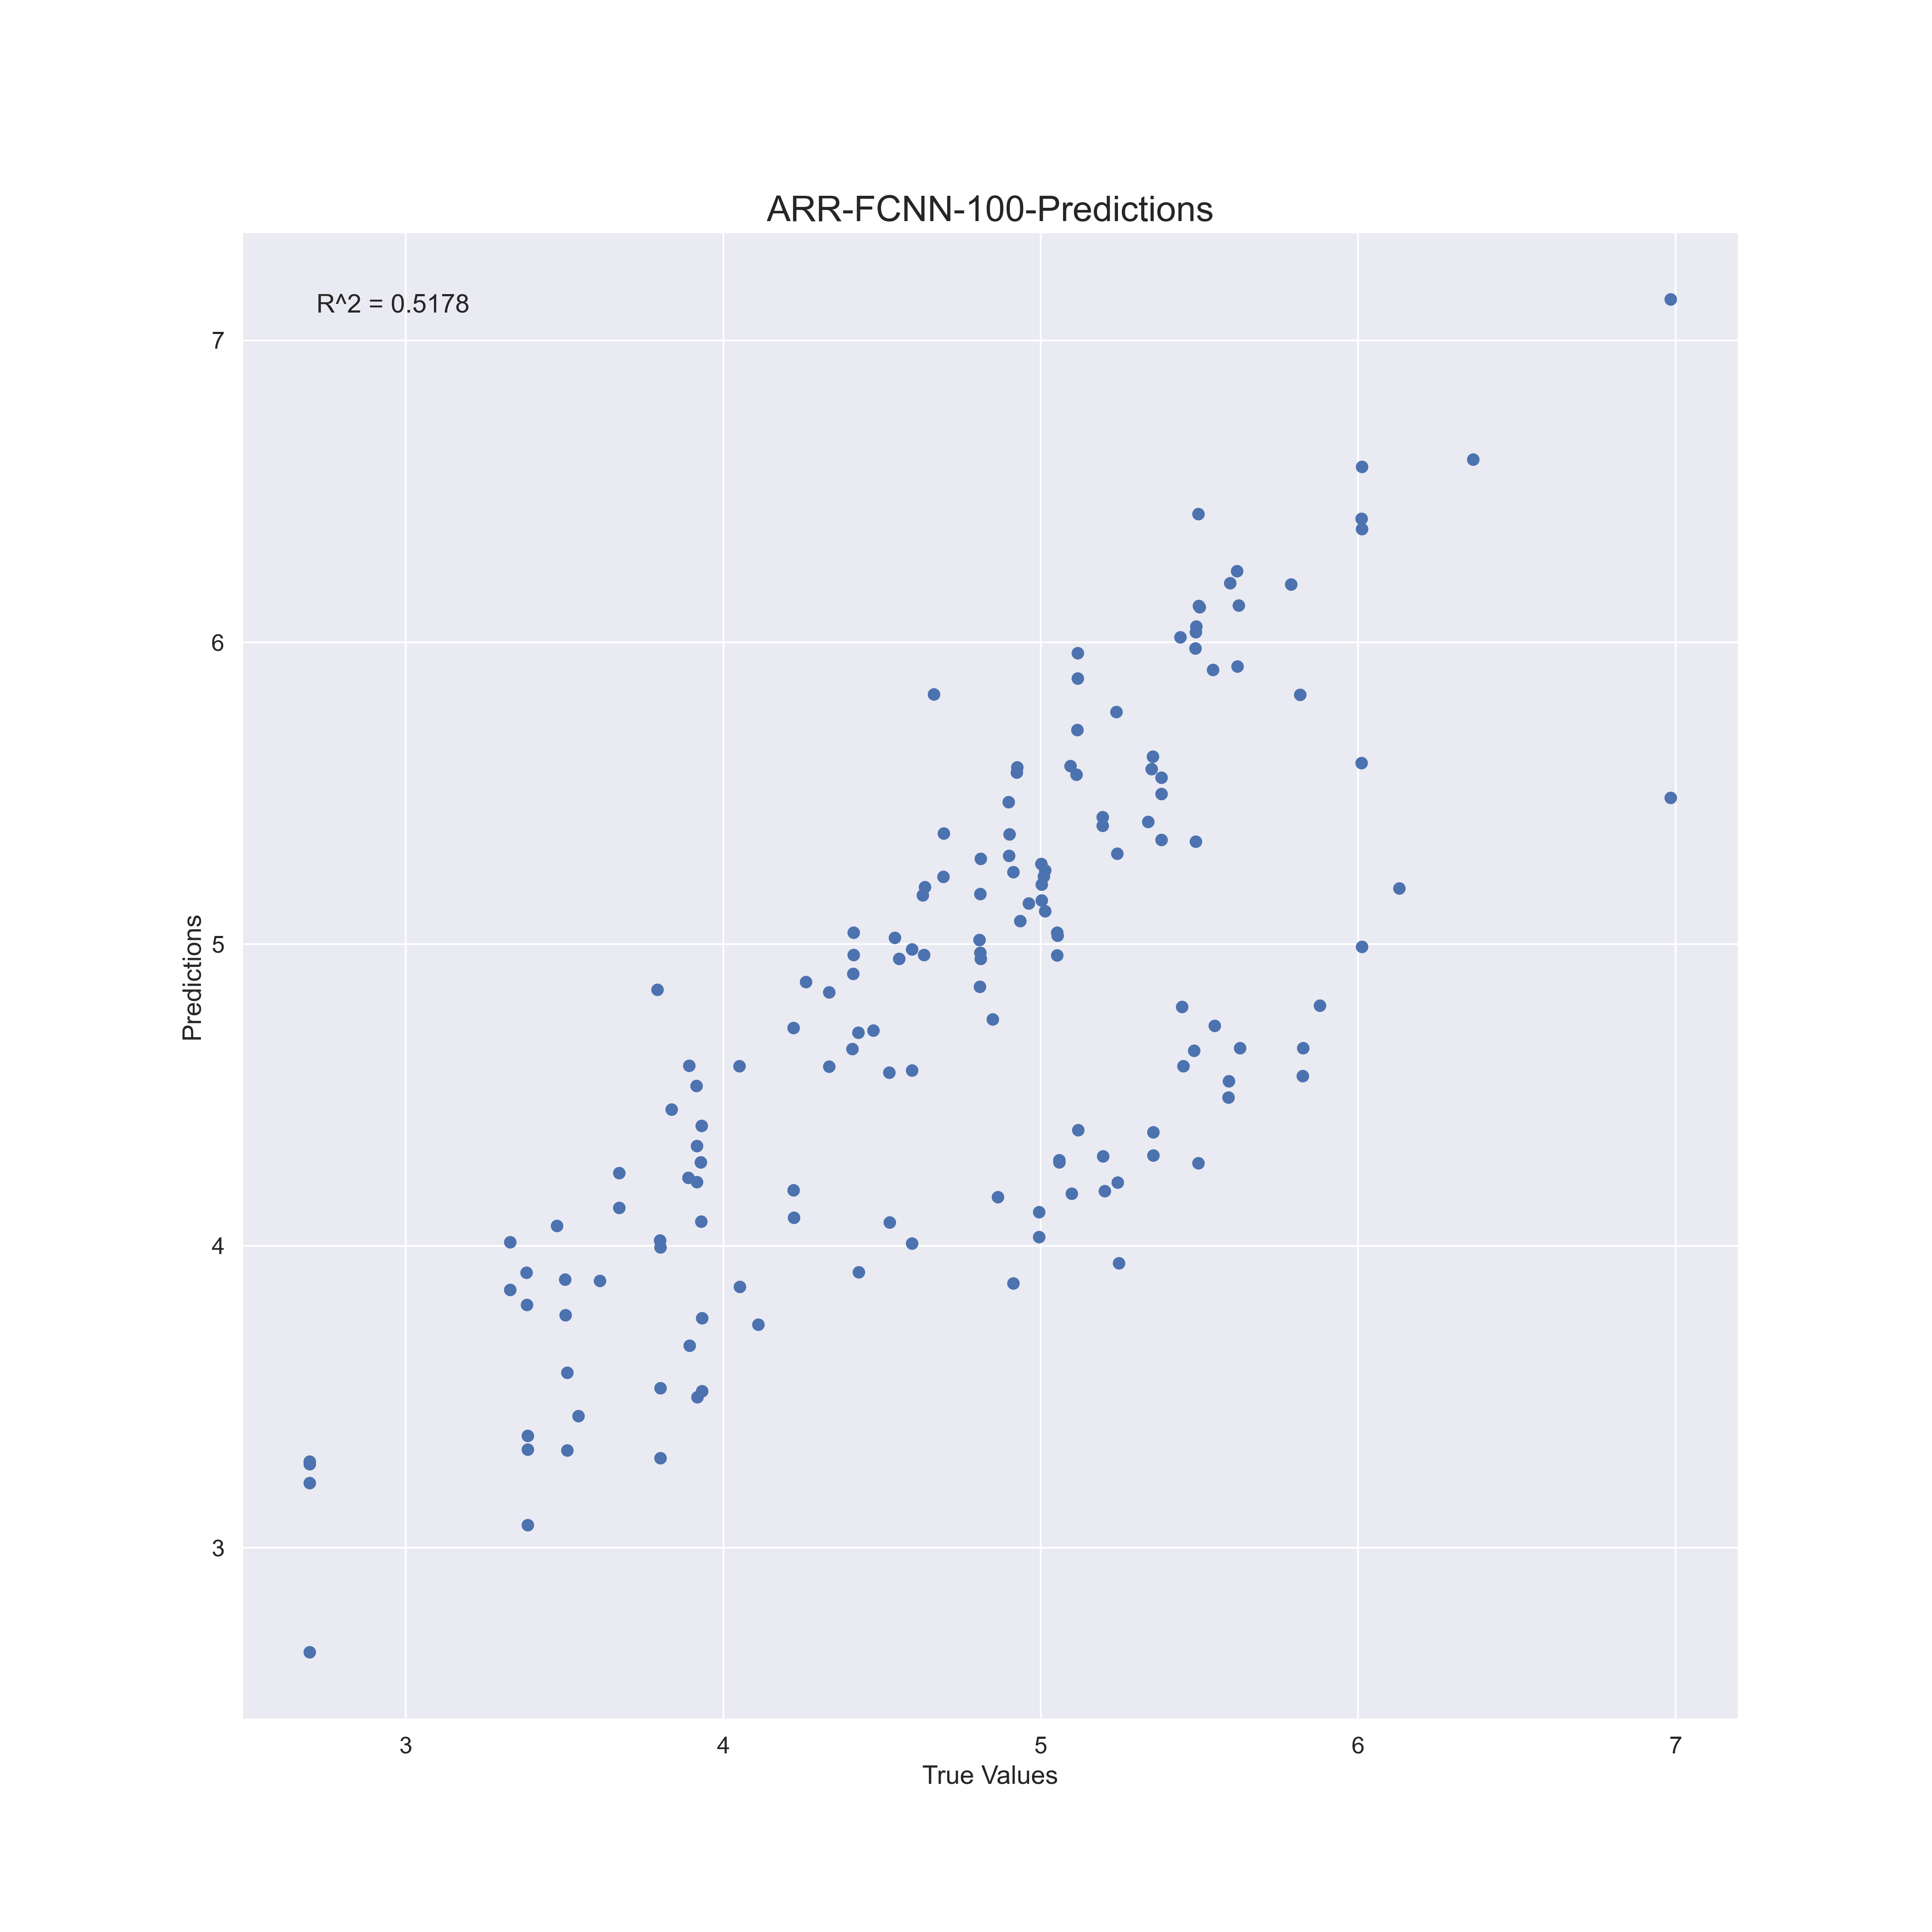 ARR-FCNN-100-Predictions
R^2 = 0.5178
7
6
5
4
3
Predictions
3 4 5 6 7
True Values